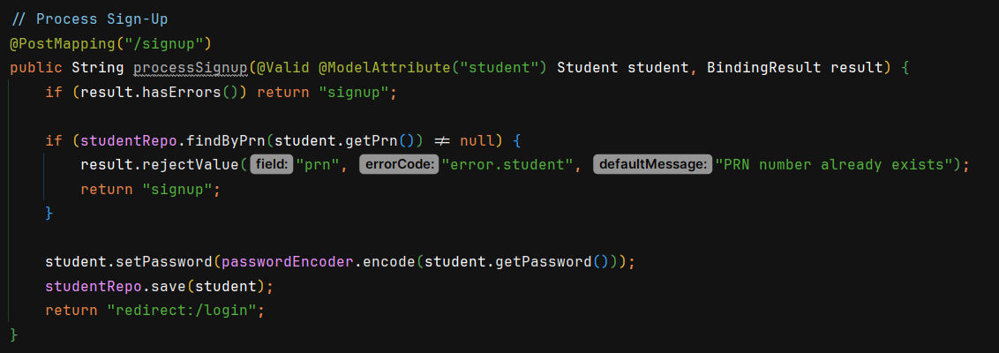 // Process Sign-Up
@PostMapping("/signup")
public String processSignup(@Valid @ModelAttribute("student") Student student, BindingResult result) {
    if (result.hasErrors()) return "signup";

    if (studentRepo.findByPrn(student.getPrn()) != null) {
        result.rejectValue( field: "prn", errorCode: "error.student", defaultMessage: "PRN number already exists");
        return "signup";
    }

    student.setPassword(passwordEncoder.encode(student.getPassword()));
    studentRepo.save(student);
    return "redirect:/login";
}